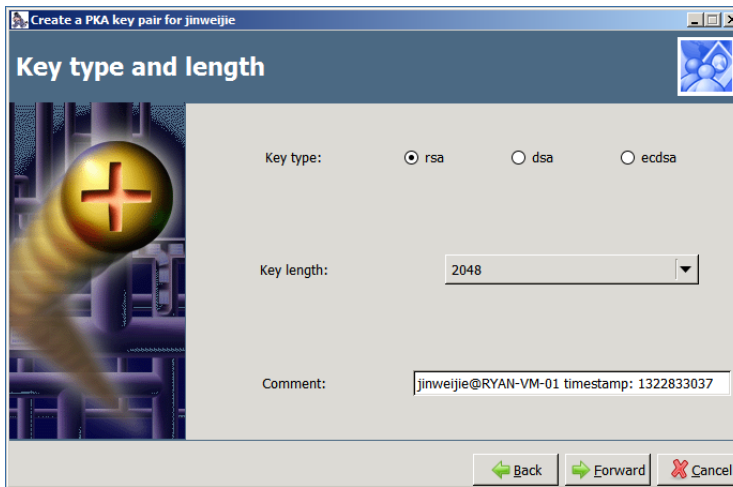 Create a PKA key pair for jinweijie
Key type and length
Key type: rsa dsa ecdsa
Key length: 2048
Comment: jinweijie@RYAN-VM-01 timestamp: 1322833037
Back Forward Cancel